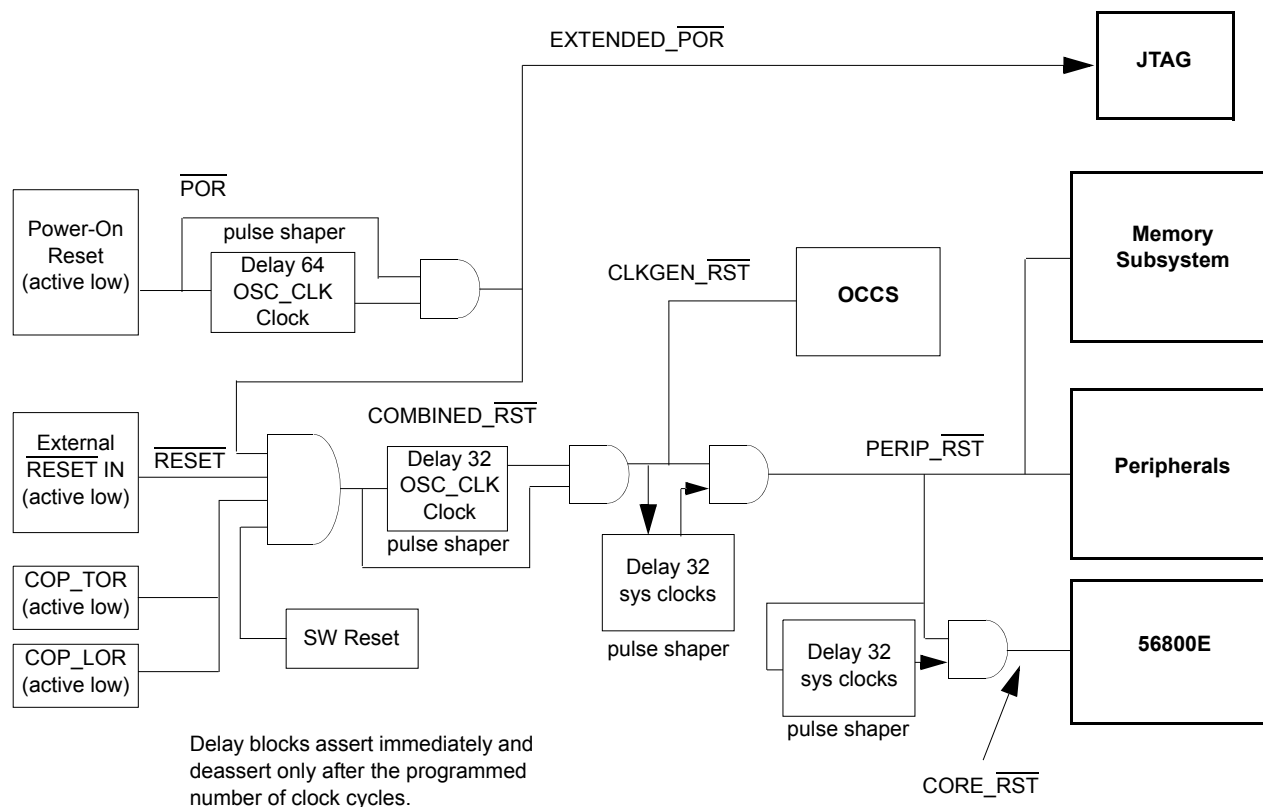 EXTENDED_POR
JTAG
POR
Power-On
Reset
(active low)
pulse shaper
Delay 64
OSC_CLK
Clock
Memory
Subsystem
CLKGEN_RST
OCCS
External
RESET IN
(active low)
RESET
COMBINED_RST
Delay 32
OSC_CLK
Clock
pulse shaper
PERIP_RST
Peripherals
COP_TOR
(active low)
COP_LOR
(active low)
SW Reset
Delay 32
sys clocks
pulse shaper
Delay 32
sys clocks
pulse shaper
56800E
CORE_RST
Delay blocks assert immediately and
deassert only after the programmed
number of clock cycles.